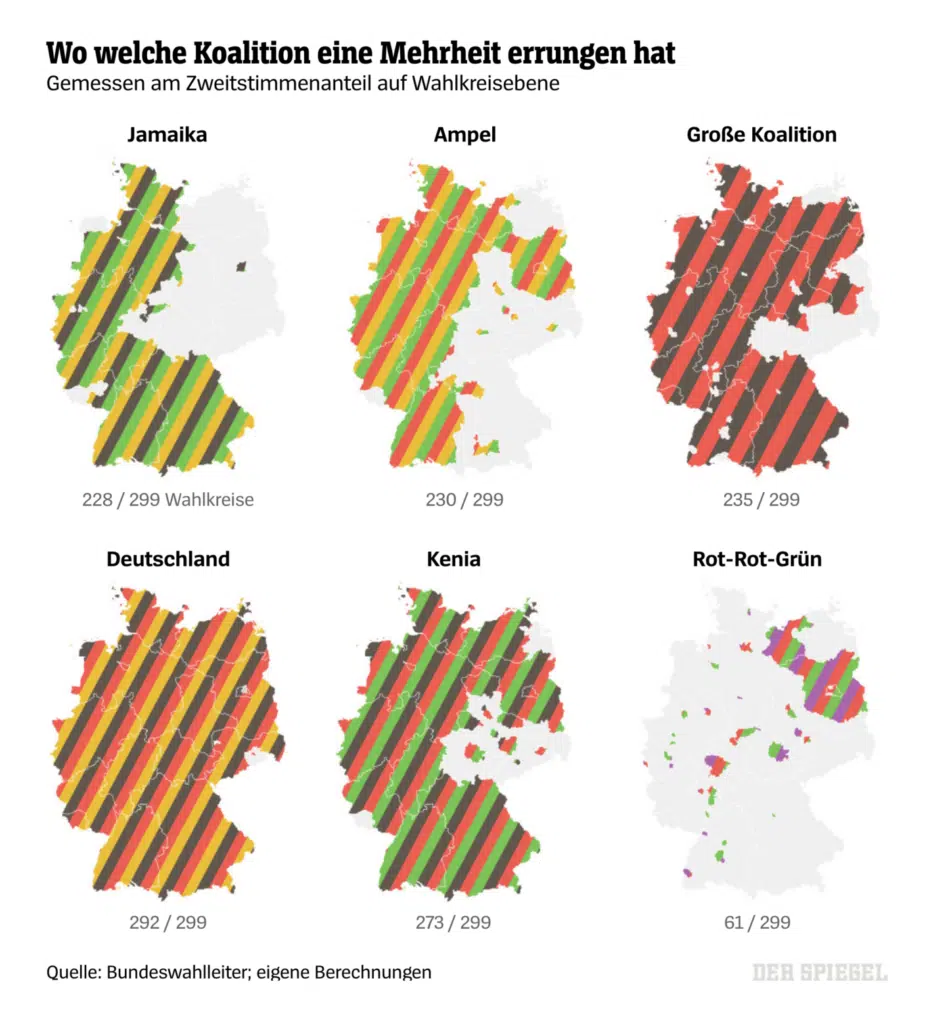 Wo welche Koalition eine Mehrheit errungen hat
Gemessen am Zweitstimmenanteil auf Wahlkreisebene
Jamaika
Ampel
Große Koalition
228 / 299 Wahlkreise
230 / 299
235 / 299
Deutschland
Kenia
Rot-Rot-Grün
292 / 299
273 / 299
61 / 299
Quelle: Bundeswahlleiter; eigene Berechnungen
DER SPIEGEL